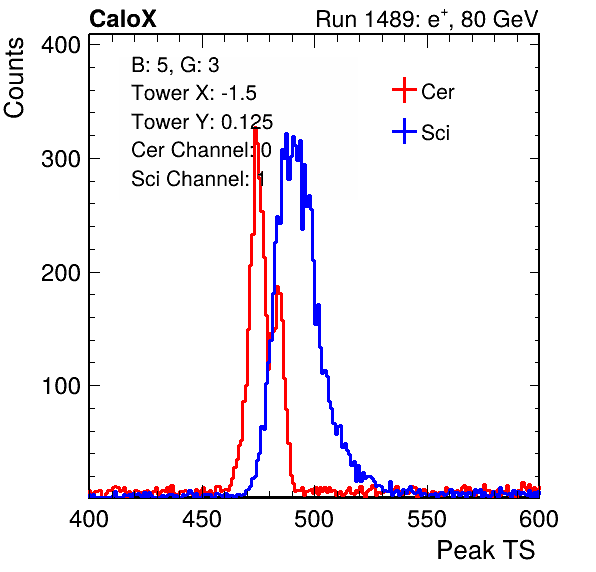 CaloX Run 1489: e⁺, 80 GeV
Counts
400
300
200
100
B: 5, G: 3
Tower X: -1.5
Tower Y: 0.125
Cer Channel: 0
Sci Channel: 1
Cer
Sci
400 450 500 550 600
Peak TS